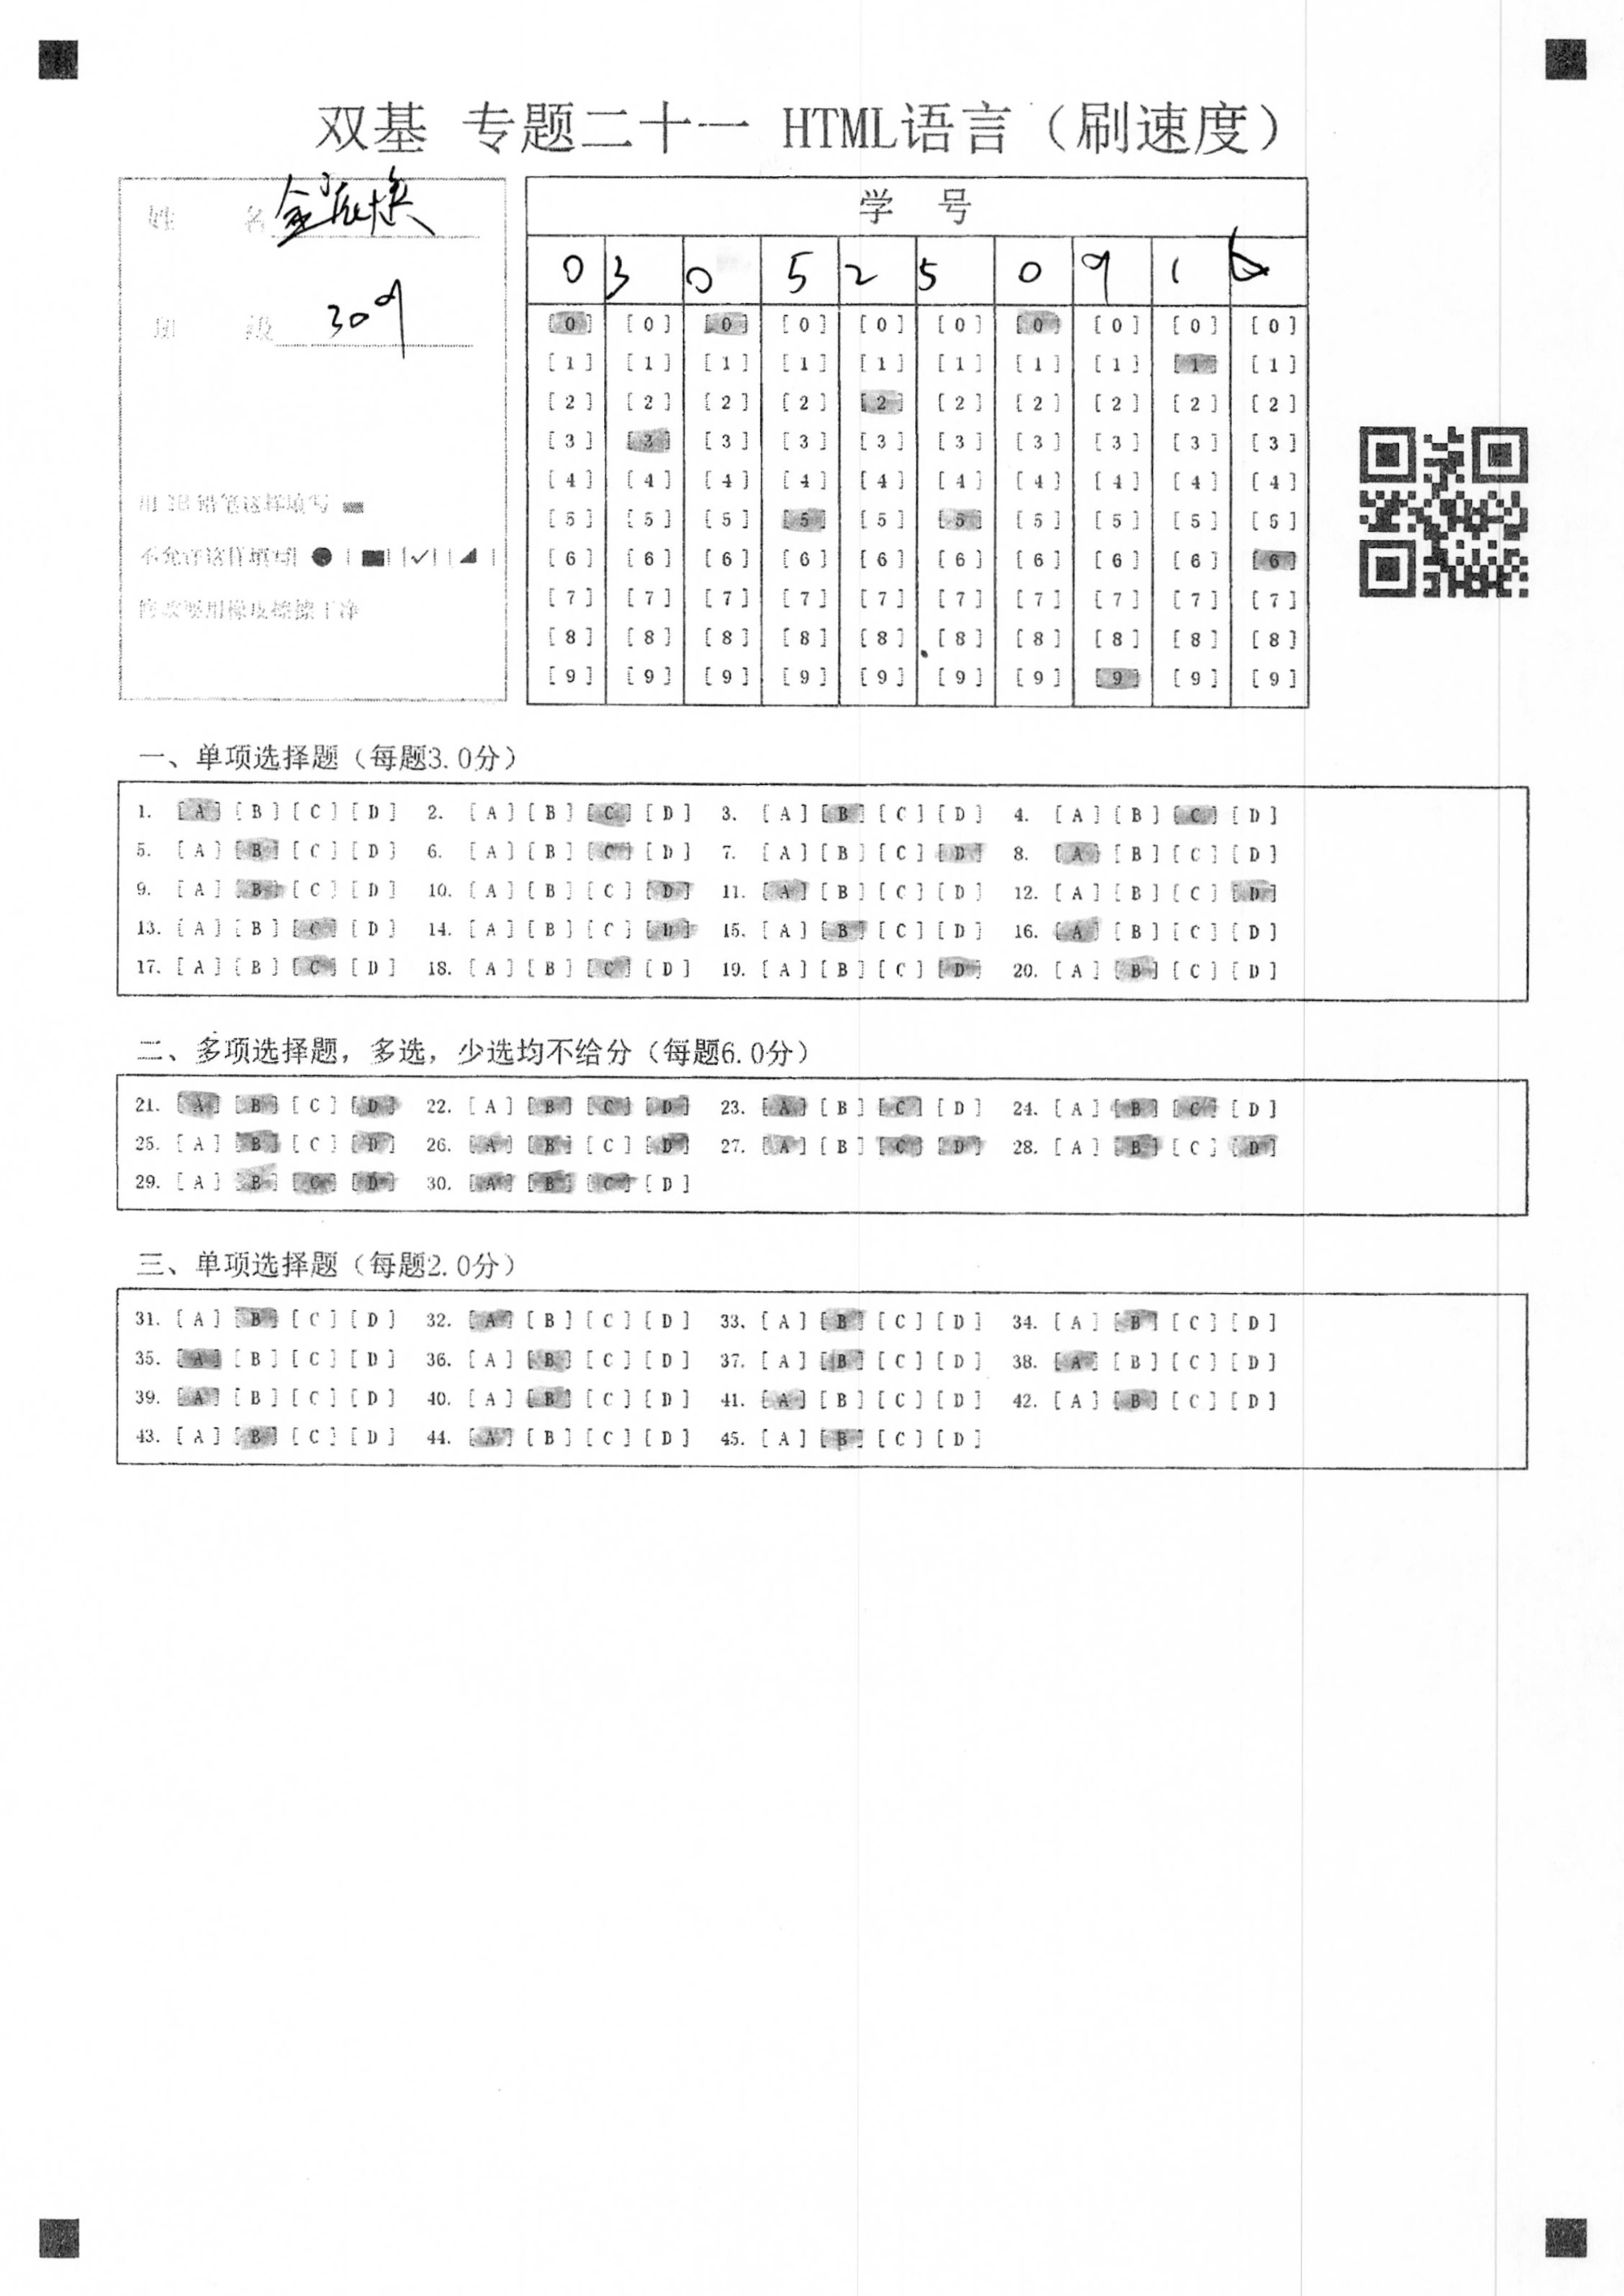 双基 专题二十一 HTML语言（刷速度）
姓 名
班 级 309
用2B铅笔这样填写
不允许这样填写
修改要用橡皮擦擦干净
学 号
0 3 0 5 2 5 0 9 1 6
[0] [0] [0] [0] [0] [0] [0] [0] [0] [0]
[1] [1] [1] [1] [1] [1] [1] [1] [1] [1]
[2] [2] [2] [2] [2] [2] [2] [2] [2] [2]
[3] [3] [3] [3] [3] [3] [3] [3] [3] [3]
[4] [4] [4] [4] [4] [4] [4] [4] [4] [4]
[5] [5] [5] [5] [5] [5] [5] [5] [5] [5]
[6] [6] [6] [6] [6] [6] [6] [6] [6] [6]
[7] [7] [7] [7] [7] [7] [7] [7] [7] [7]
[8] [8] [8] [8] [8] [8] [8] [8] [8] [8]
[9] [9] [9] [9] [9] [9] [9] [9] [9] [9]
一、单项选择题（每题3.0分）
1. [A] [B] [C] [D] 2. [A] [B] [C] [D] 3. [A] [B] [C] [D] 4. [A] [B] [C] [D]
5. [A] [B] [C] [D] 6. [A] [B] [C] [D] 7. [A] [B] [C] [D] 8. [A] [B] [C] [D]
9. [A] [B] [C] [D] 10. [A] [B] [C] [D] 11. [A] [B] [C] [D] 12. [A] [B] [C] [D]
13. [A] [B] [C] [D] 14. [A] [B] [C] [D] 15. [A] [B] [C] [D] 16. [A] [B] [C] [D]
17. [A] [B] [C] [D] 18. [A] [B] [C] [D] 19. [A] [B] [C] [D] 20. [A] [B] [C] [D]
二、多项选择题，多选，少选均不给分（每题6.0分）
21. [A] [B] [C] [D] 22. [A] [B] [C] [D] 23. [A] [B] [C] [D] 24. [A] [B] [C] [D]
25. [A] [B] [C] [D] 26. [A] [B] [C] [D] 27. [A] [B] [C] [D] 28. [A] [B] [C] [D]
29. [A] [B] [C] [D] 30. [A] [B] [C] [D]
三、单项选择题（每题2.0分）
31. [A] [B] [C] [D] 32. [A] [B] [C] [D] 33. [A] [B] [C] [D] 34. [A] [B] [C] [D]
35. [A] [B] [C] [D] 36. [A] [B] [C] [D] 37. [A] [B] [C] [D] 38. [A] [B] [C] [D]
39. [A] [B] [C] [D] 40. [A] [B] [C] [D] 41. [A] [B] [C] [D] 42. [A] [B] [C] [D]
43. [A] [B] [C] [D] 44. [A] [B] [C] [D] 45. [A] [B] [C] [D]